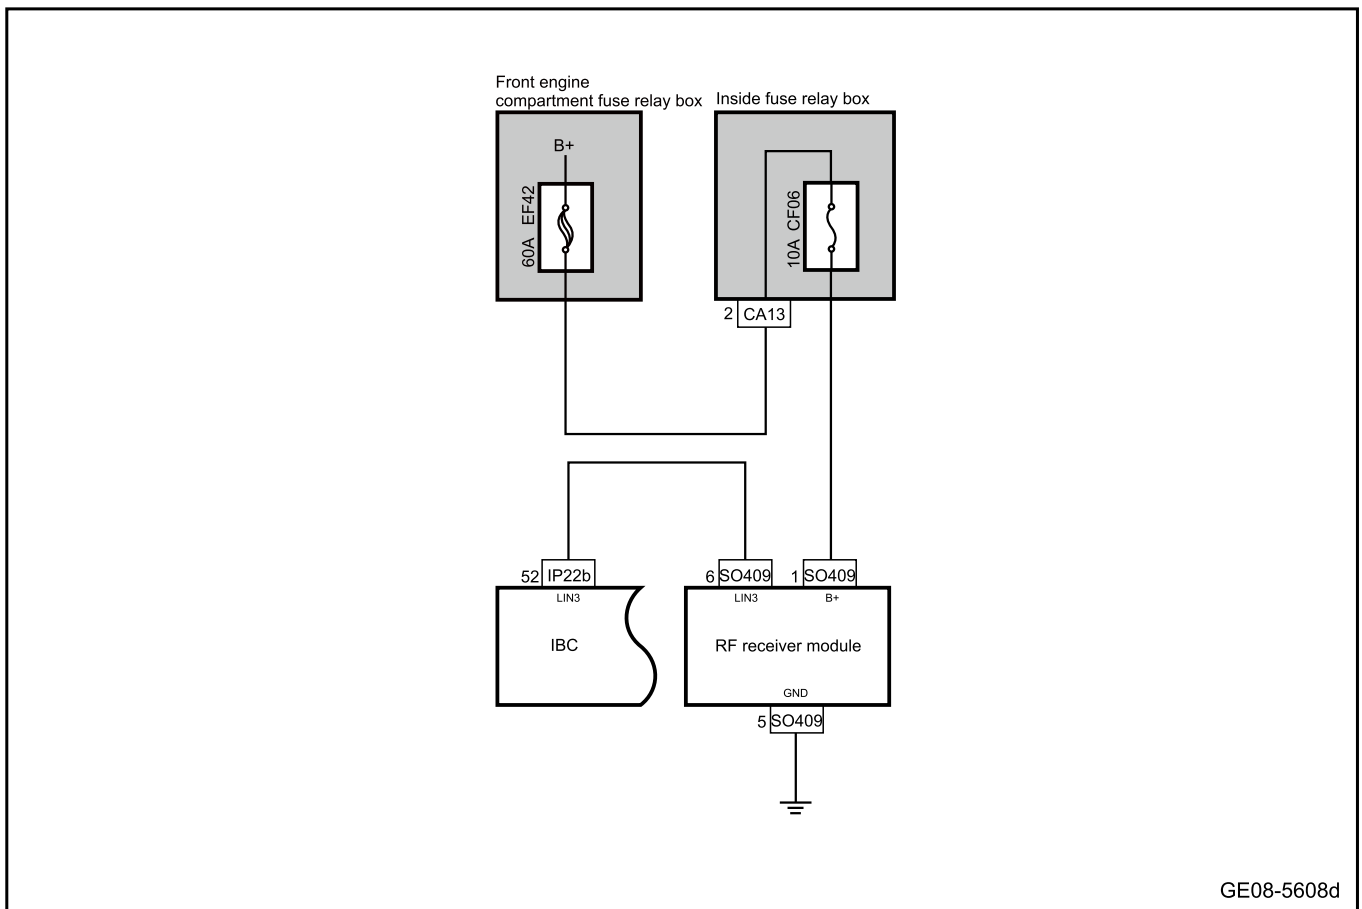 Front engine
compartment fuse relay box
Inside fuse relay box
B+
60A EF42
10A CF06
2 CA13
52 IP22b
6 SO409
1 SO409
LIN3
LIN3
B+
IBC
RF receiver module
GND
5 SO409
GE08-5608d